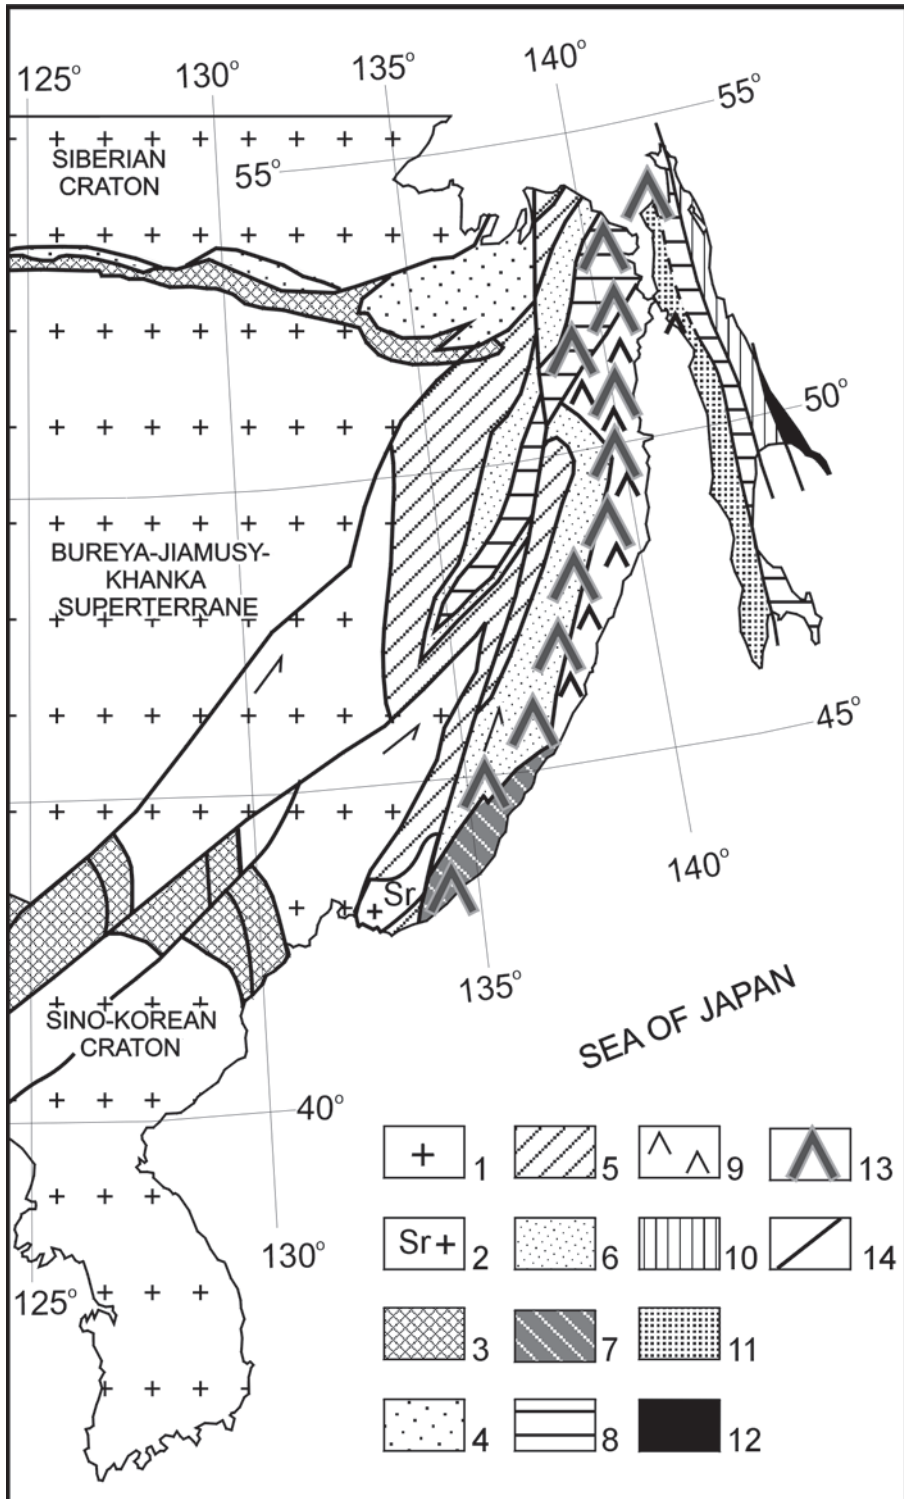 125°
130°
135°
140°
55°
SIBERIAN
CRATON
55°
50°
BUREYA-JIAMUSY-
KHANKA
SUPERTERRANE
45°
140°
Sr
135°
SINO-KOREAN
CRATON
SEA OF JAPAN
40°
130°
125°
1
5
9
13
Sr+ 2
6
10
14
3
7
11
4
8
12